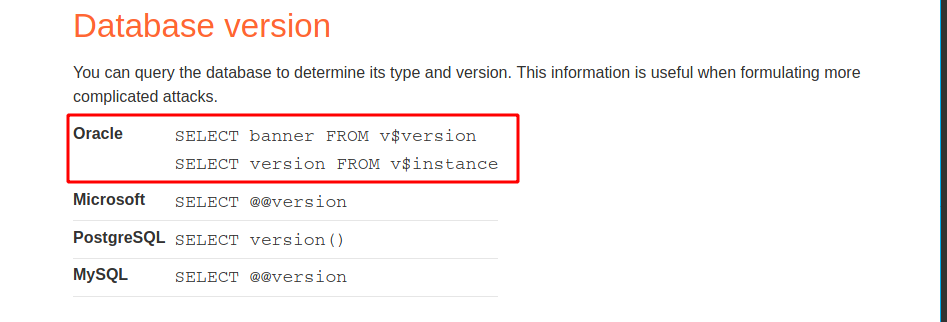 Database version
You can query the database to determine its type and version. This information is useful when formulating more
complicated attacks.
Oracle SELECT banner FROM v$version
SELECT version FROM v$instance
Microsoft SELECT @@version
PostgreSQL SELECT version()
MySQL SELECT @@version